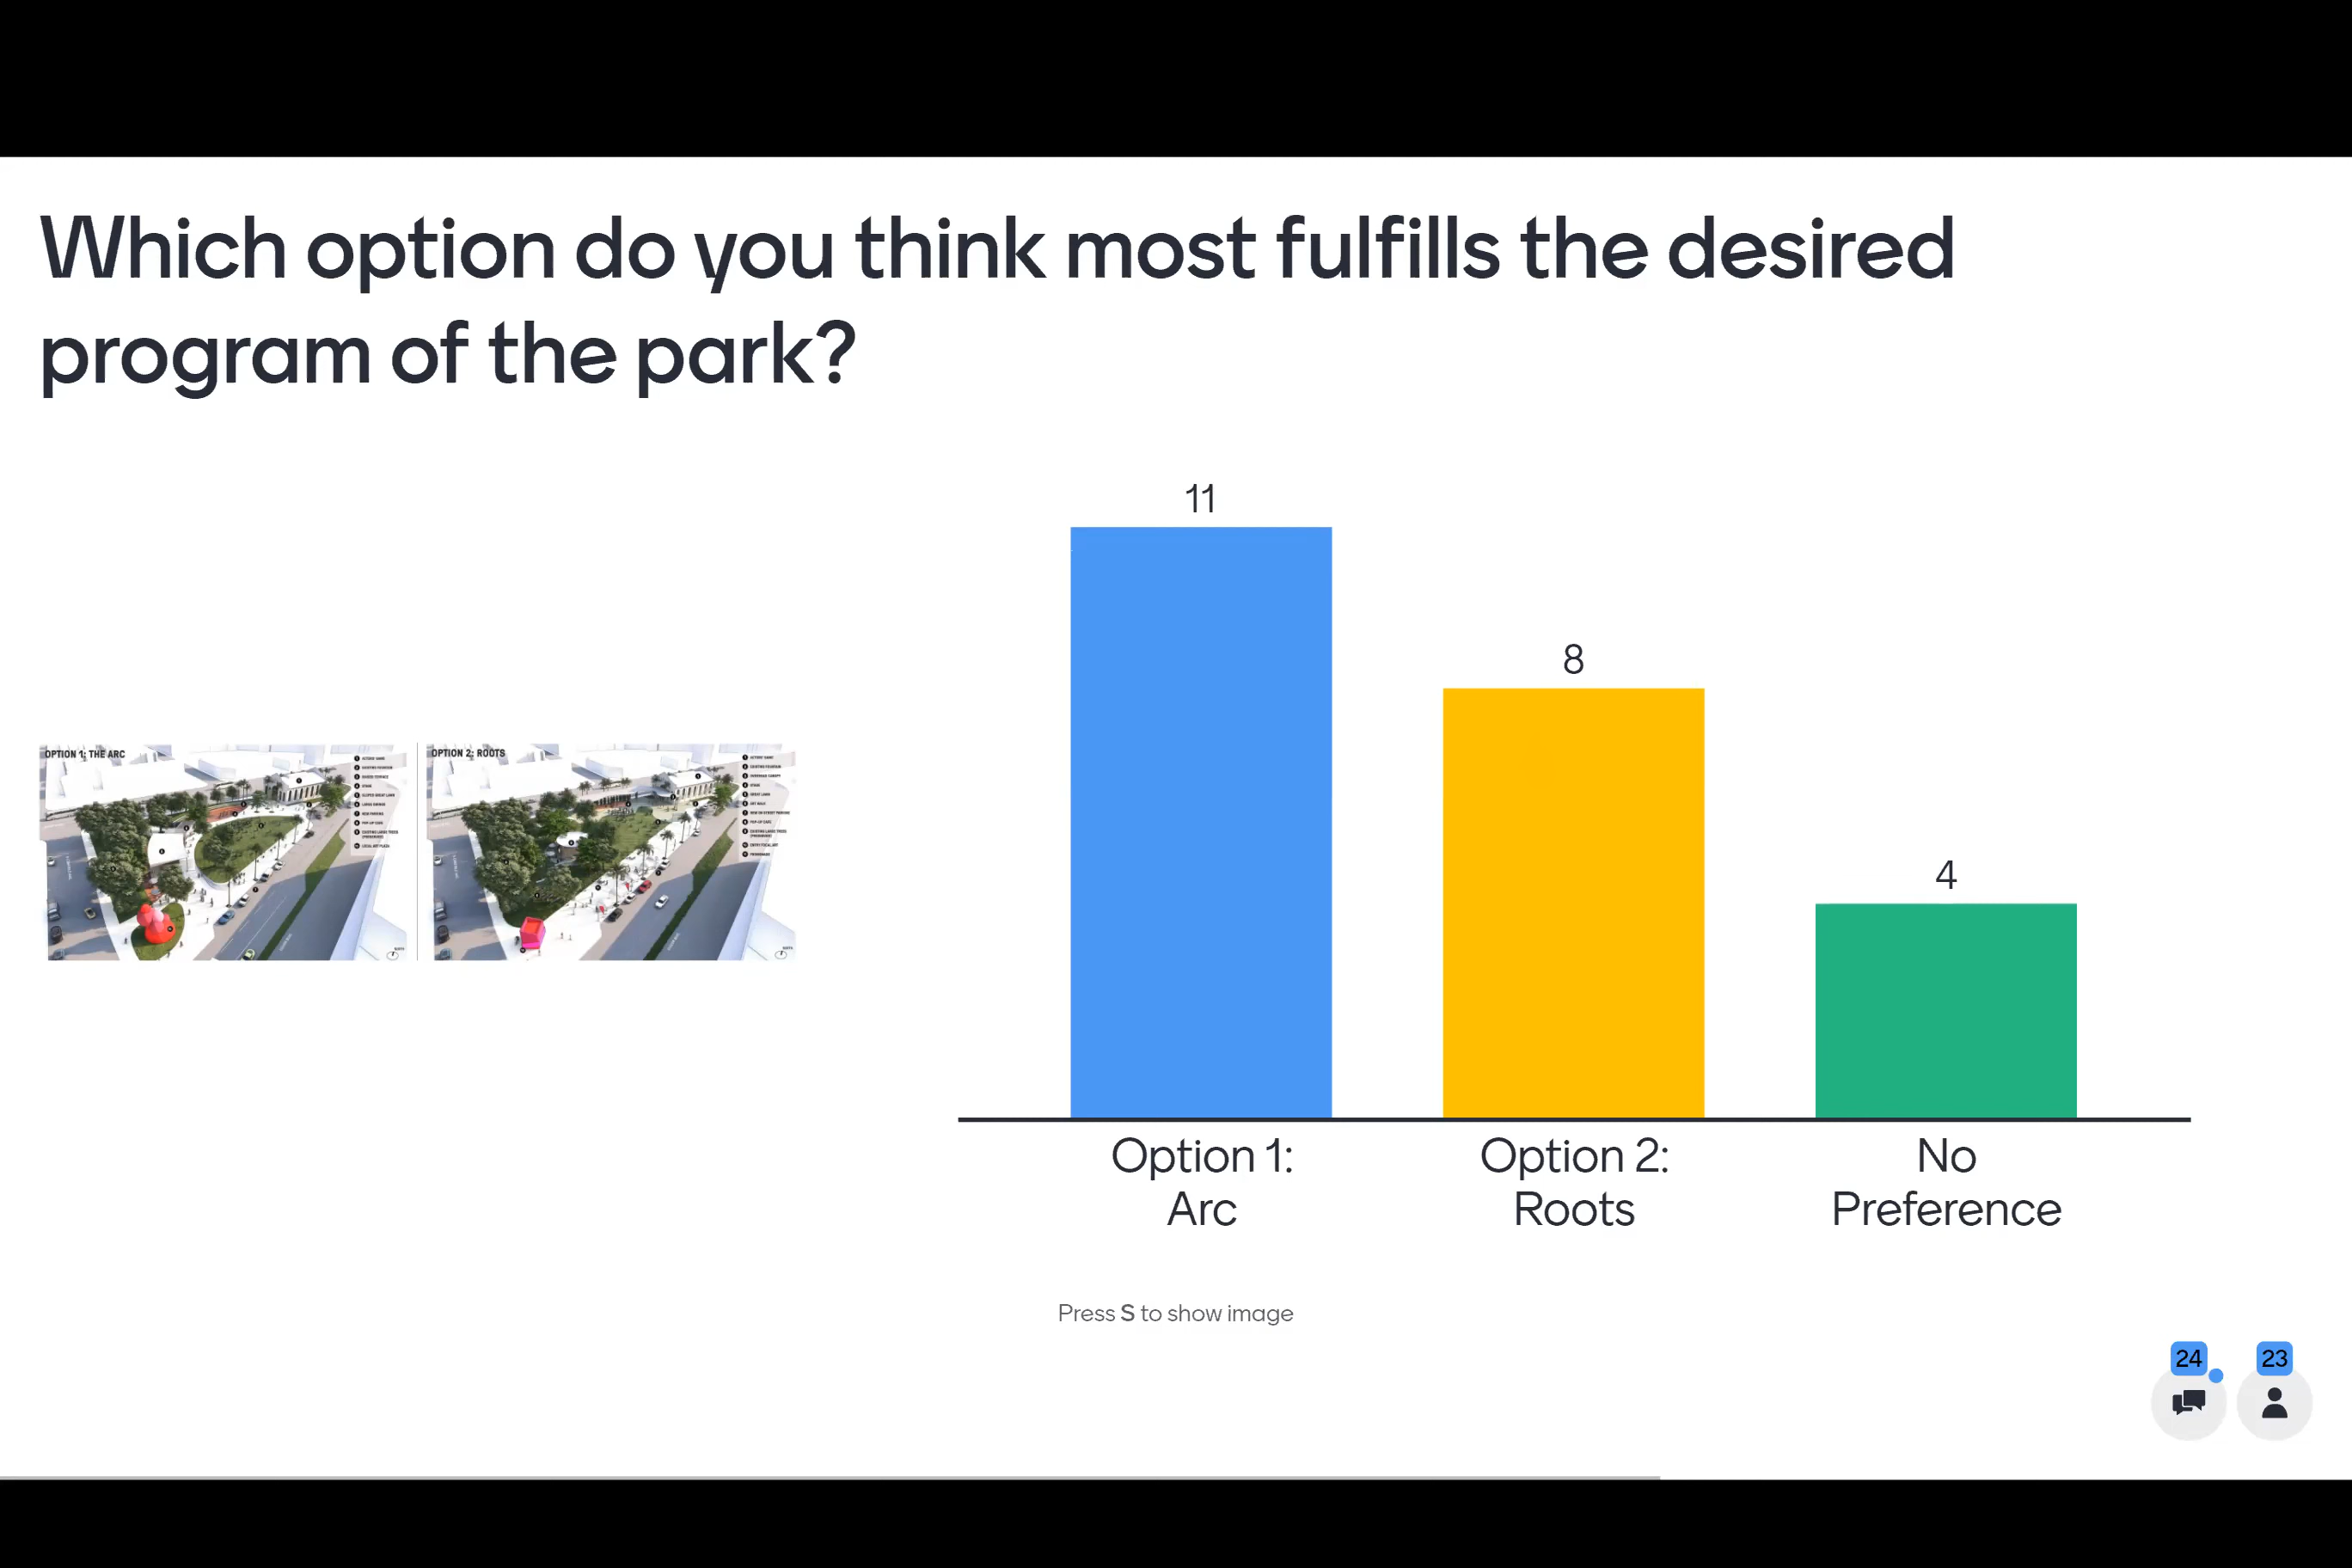 Which option do you think most fulfills the desired
program of the park?
11
8
4
OPTION 1: THE ARC
OPTION 2: ROOTS
Option 1:
Arc
Option 2:
Roots
No
Preference
Press S to show image
24
23